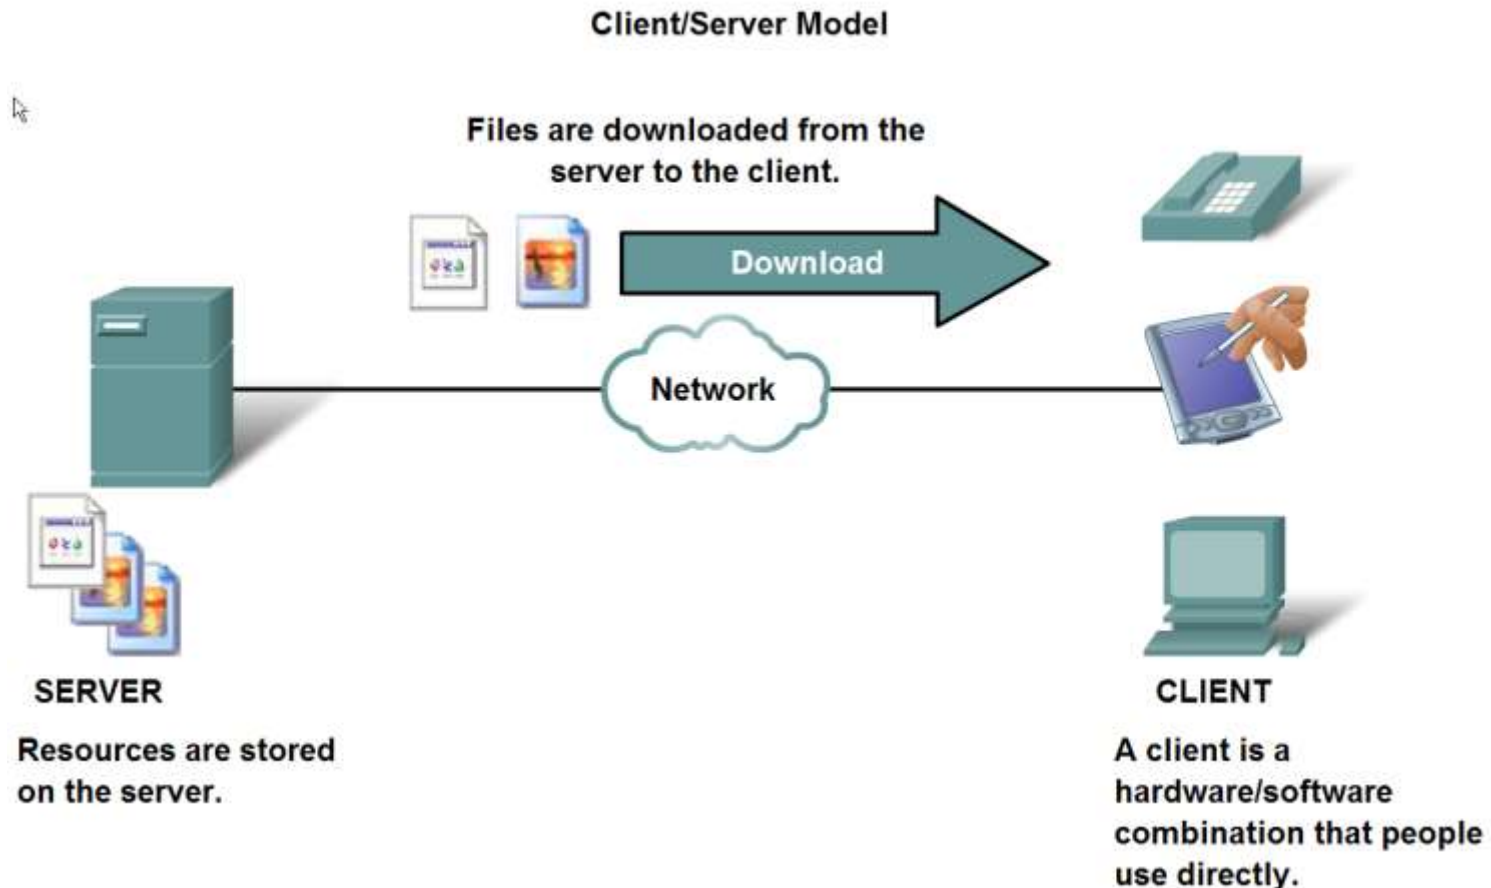 Client/Server Model
Files are downloaded from the
server to the client.
Download
Network
SERVER
Resources are stored
on the server.
CLIENT
A client is a
hardware/software
combination that people
use directly.